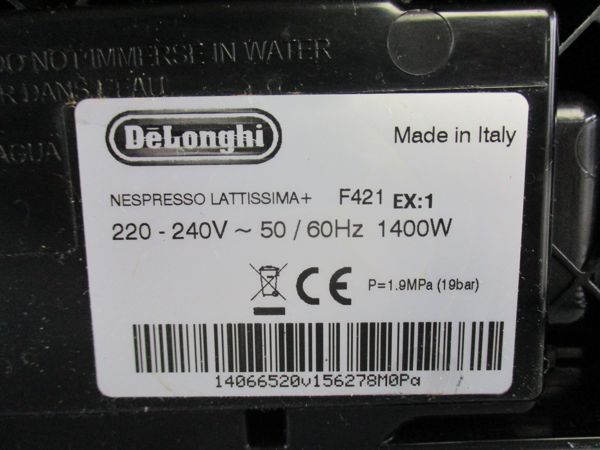 DO NOT IMMERSE IN WATER
R DANS L'EAU
AGUA
DeLonghi
Made in Italy
NESPRESSO LATTISSIMA+ F421 EX:1
220 - 240V ~ 50 / 60Hz 1400W
CE P=1.9MPa (19bar)
14066520v156278M0Pa